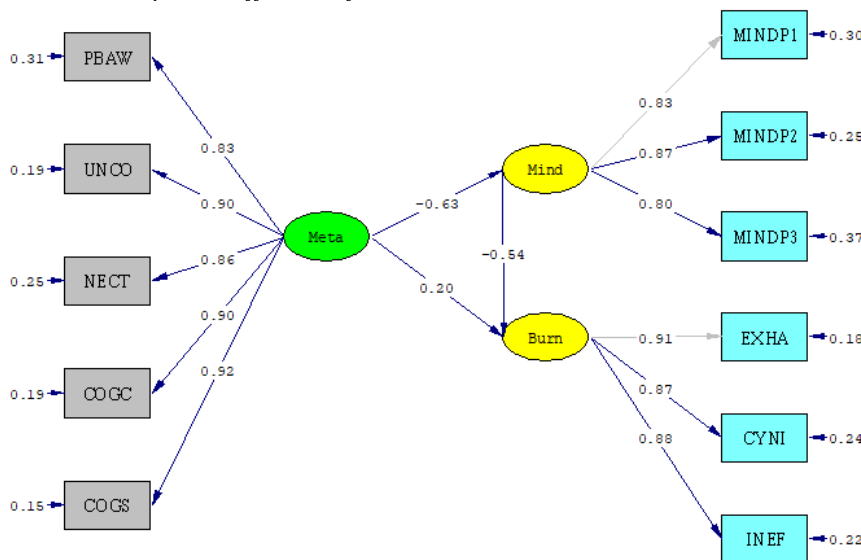 MINDP1
0.30
0.31
PBAW
0.83
MINDP2
0.25
0.83
0.87
0.19
UNCO
Mind
0.90
0.80
-0.63
MINDP3
0.37
Meta
0.86
-0.54
0.25
NECT
0.20
0.90
EXHA
0.18
Burn
0.91
0.92
0.87
0.19
COGC
0.88
CYNI
0.24
0.15
COGS
INEF
0.22